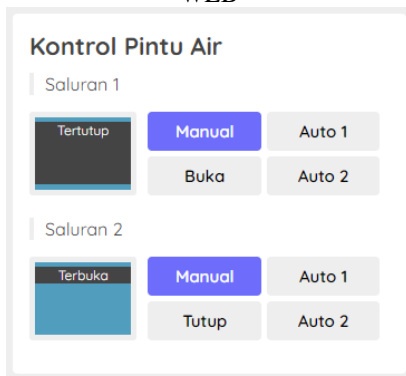 Kontrol Pintu Air
Saluran 1
Tertutup Manual Auto 1
Buka Auto 2
Saluran 2
Terbuka Manual Auto 1
Tutup Auto 2